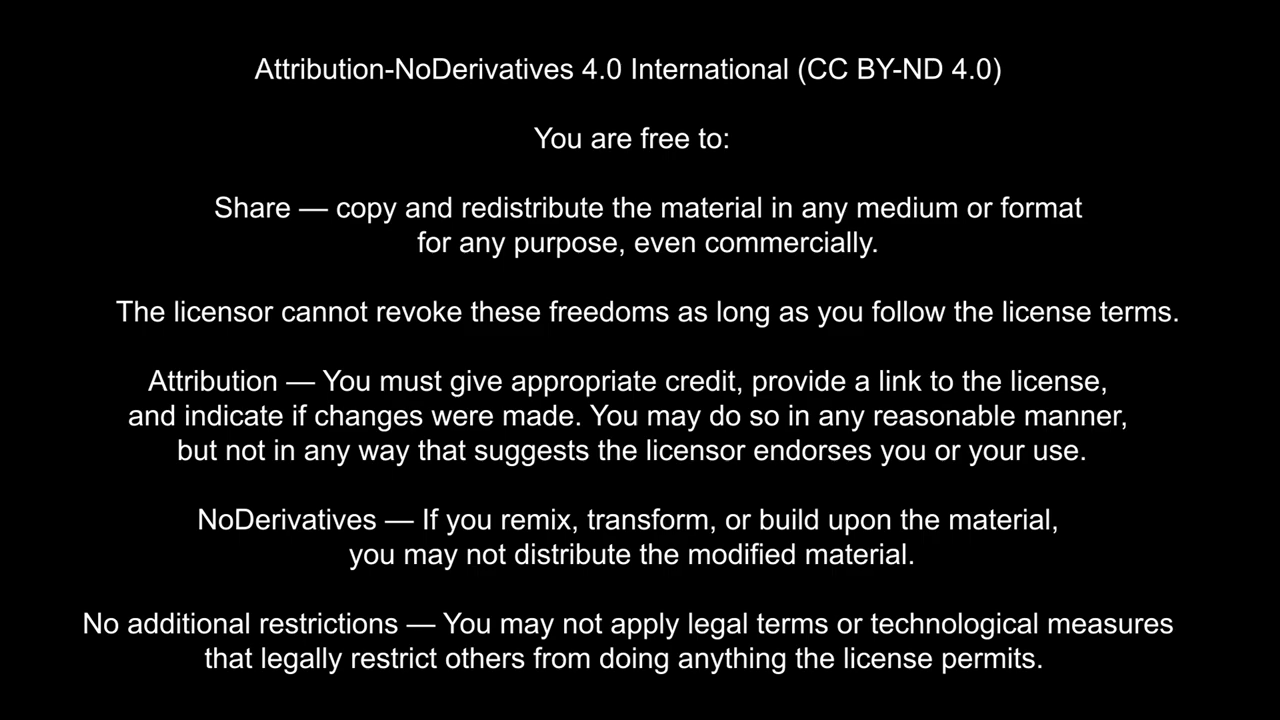 Attribution-NoDerivatives 4.0 International (CC BY-ND 4.0)
You are free to:
Share — copy and redistribute the material in any medium or format
for any purpose, even commercially.
The licensor cannot revoke these freedoms as long as you follow the license terms.
Attribution — You must give appropriate credit, provide a link to the license,
and indicate if changes were made. You may do so in any reasonable manner,
but not in any way that suggests the licensor endorses you or your use.
NoDerivatives — If you remix, transform, or build upon the material,
you may not distribute the modified material.
No additional restrictions — You may not apply legal terms or technological measures
that legally restrict others from doing anything the license permits.